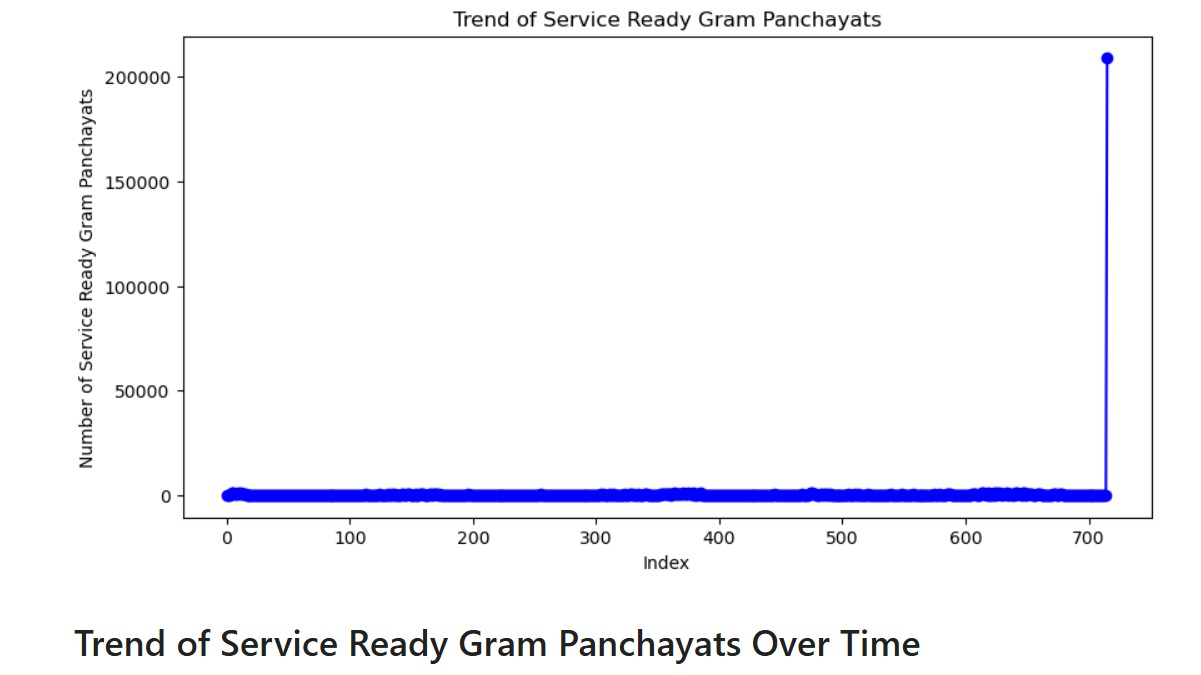 Trend of Service Ready Gram Panchayats
Number of Service Ready Gram Panchayats
200000
150000
100000
50000
0
0 100 200 300 400 500 600 700
Index
Trend of Service Ready Gram Panchayats Over Time